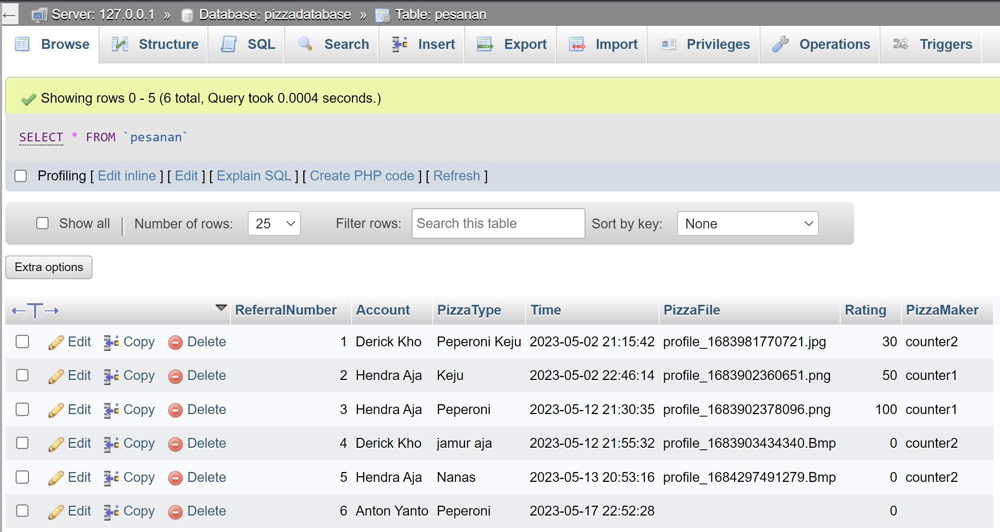 ← Server: 127.0.0.1 » Database: pizzadatabase » Table: pesanan
Browse Structure SQL Search Insert Export Import Privileges Operations Triggers
Showing rows 0 - 5 (6 total, Query took 0.0004 seconds.)
SELECT * FROM `pesanan`
Profiling [ Edit inline ] [ Edit ] [ Explain SQL ] [ Create PHP code ] [ Refresh ]
Show all | Number of rows: 25 Filter rows: Search this table Sort by key: None
Extra options
←T→ ReferralNumber Account PizzaType Time PizzaFile Rating PizzaMaker
Edit Copy Delete 1 Derick Kho Peperoni Keju 2023-05-02 21:15:42 profile_1683981770721.jpg 30 counter2
Edit Copy Delete 2 Hendra Aja Keju 2023-05-02 22:46:14 profile_1683902360651.png 50 counter1
Edit Copy Delete 3 Hendra Aja Peperoni 2023-05-12 21:30:35 profile_1683902378096.png 100 counter1
Edit Copy Delete 4 Derick Kho jamur aja 2023-05-12 21:55:32 profile_1683903434340.Bmp 0 counter2
Edit Copy Delete 5 Hendra Aja Nanas 2023-05-13 20:53:16 profile_1684297491279.Bmp 0 counter2
Edit Copy Delete 6 Anton Yanto Peperoni 2023-05-17 22:52:28 0